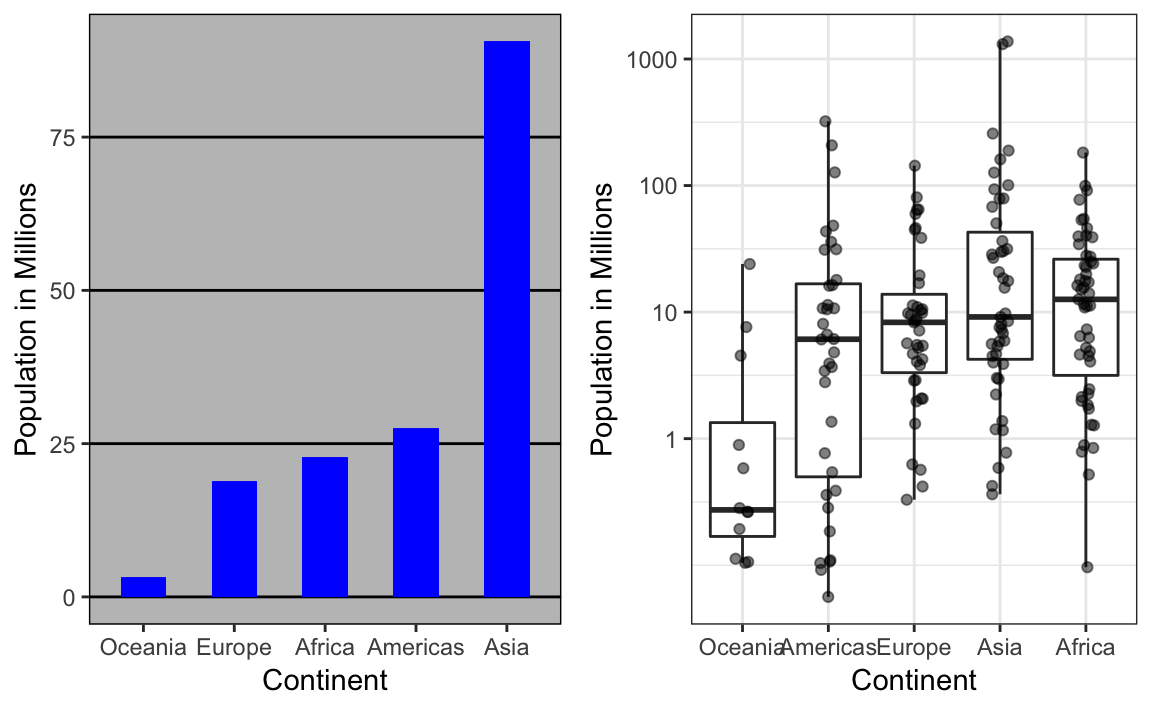 Population in Millions
75
50
25
0
Oceania Europe Africa Americas Asia
Continent
Population in Millions
1000
100
10
1
Oceania Americas Europe Asia Africa
Continent